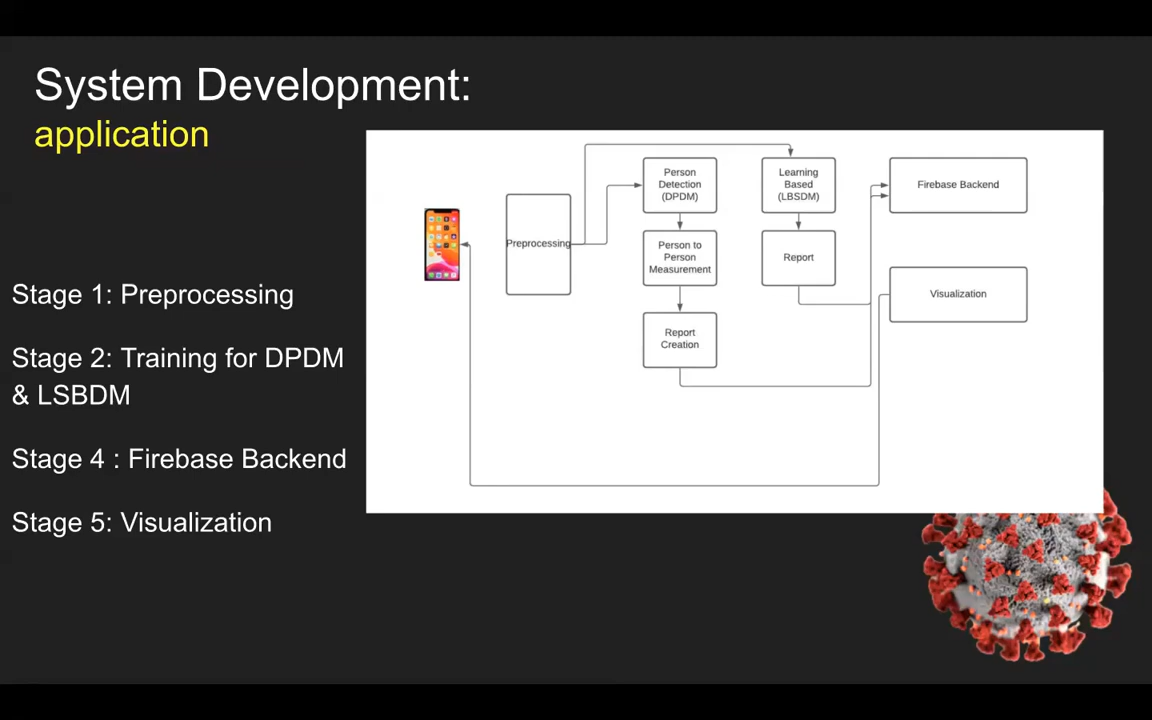 System Development:
application
Stage 1: Preprocessing
Stage 2: Training for DPDM
& LSBDM
Stage 4 : Firebase Backend
Stage 5: Visualization
Preprocessing
Person
Detection
(DPDM)
Person to
Person
Measurement
Report
Creation
Learning
Based
(LBSDM)
Report
Firebase Backend
Visualization